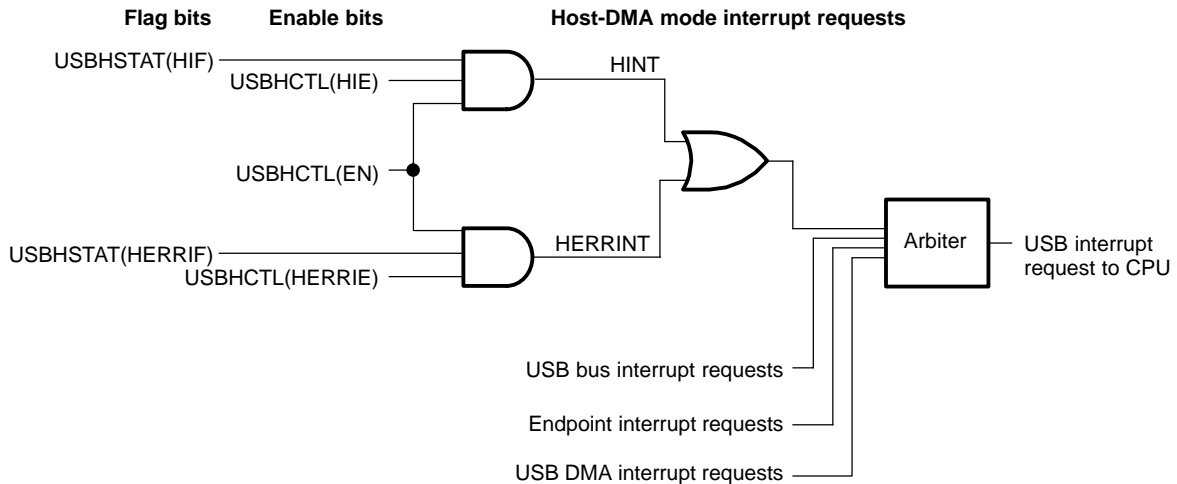 Flag bits Enable bits Host-DMA mode interrupt requests
USBHSTAT(HIF)
HINT
USBHCTL(HIE)
USBHCTL(EN)
Arbiter
USB interrupt
request to CPU
HERRINT
USBHSTAT(HERRIF)
USBHCTL(HERRIE)
USB bus interrupt requests
Endpoint interrupt requests
USB DMA interrupt requests